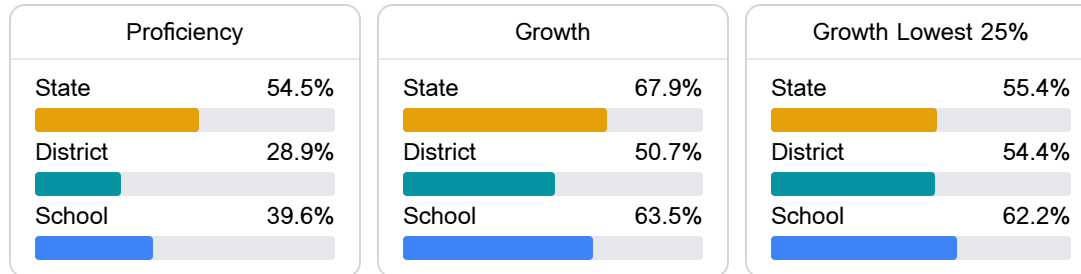 Proficiency
State 54.5%
District 28.9%
School 39.6%
Growth
State 67.9%
District 50.7%
School 63.5%
Growth Lowest 25%
State 55.4%
District 54.4%
School 62.2%